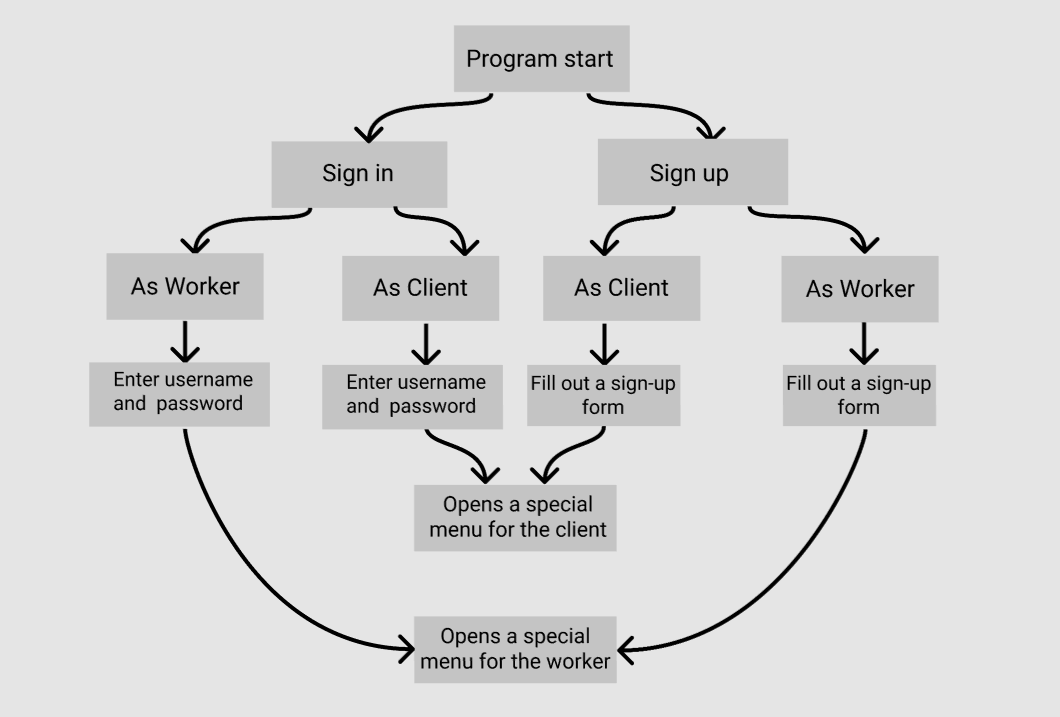 Program start
Sign in
Sign up
As Worker
As Client
As Client
As Worker
Enter username
and password
Enter username
and password
Fill out a sign-up
form
Fill out a sign-up
form
Opens a special
menu for the client
Opens a special
menu for the worker